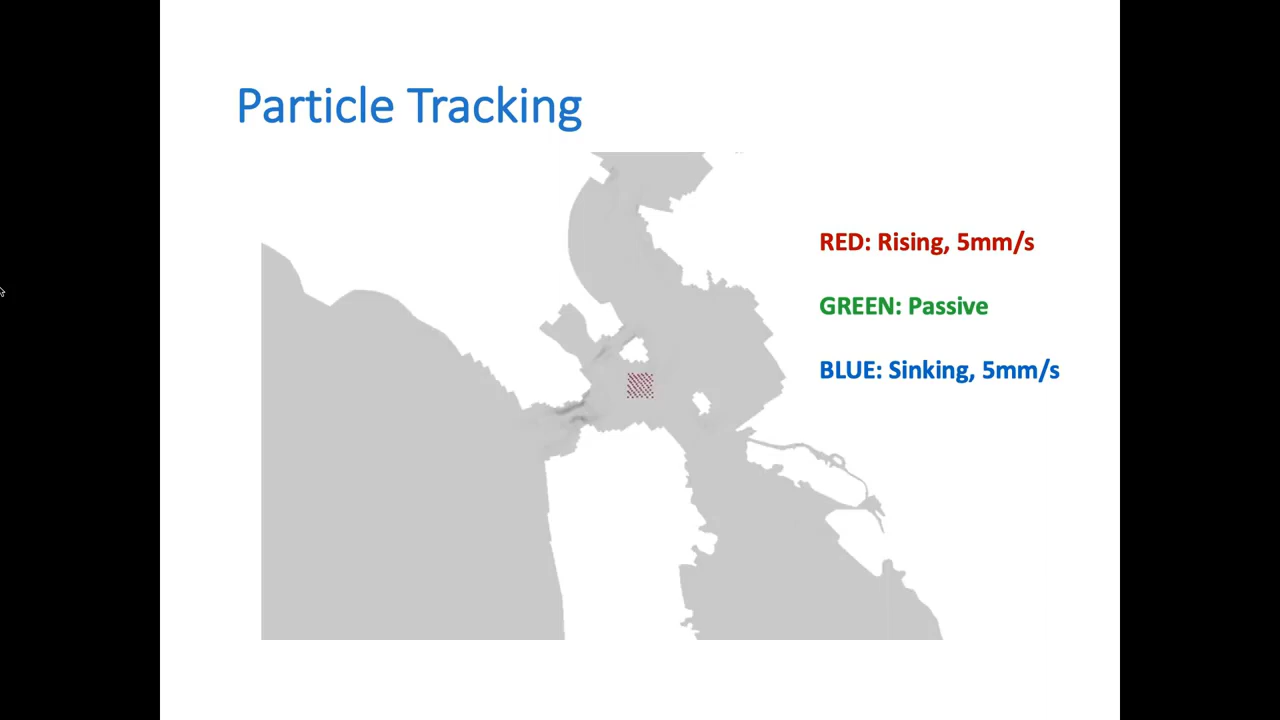 Particle Tracking
RED: Rising, 5mm/s
GREEN: Passive
BLUE: Sinking, 5mm/s